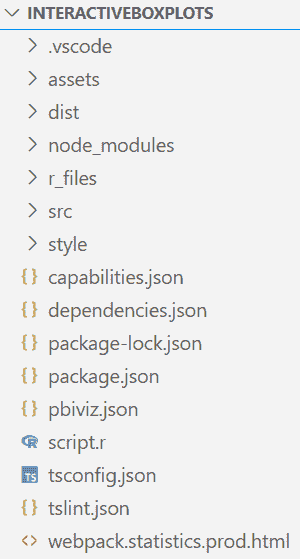 INTERACTIVEBOXPLOTS
.vscode
assets
dist
node_modules
r_files
src
style
capabilities.json
dependencies.json
package-lock.json
package.json
pbiviz.json
script.r
tsconfig.json
tslint.json
webpack.statistics.prod.html